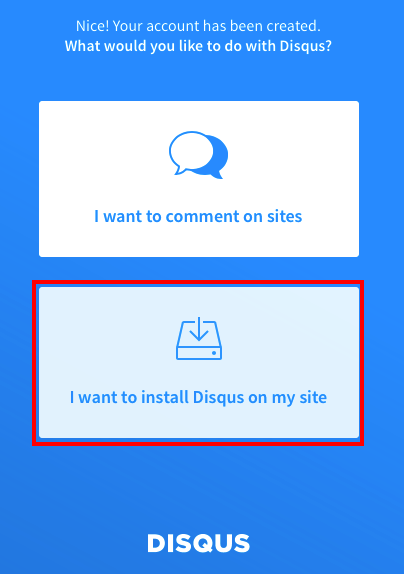 Nice! Your account has been created.
What would you like to do with Disqus?
I want to comment on sites
I want to install Disqus on my site
DISQUS